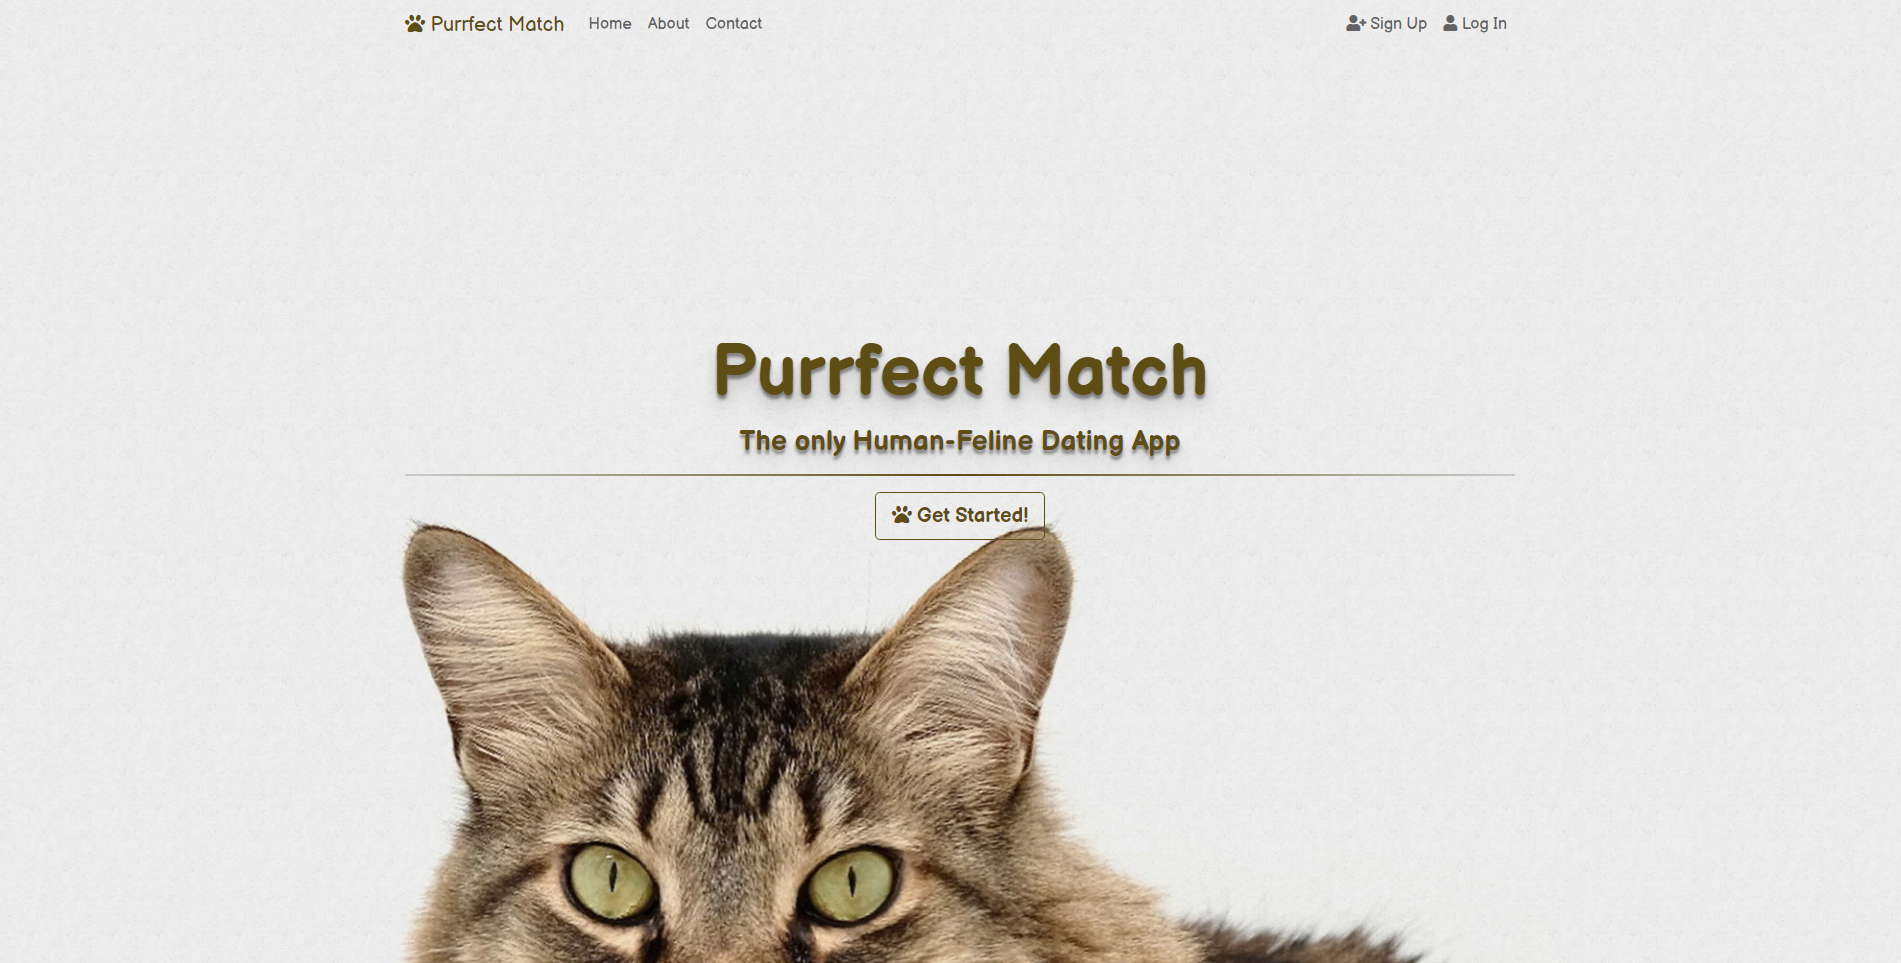 Purrfect Match Home About Contact Sign Up Log In
Purrfect Match
The only Human-Feline Dating App
Get Started!